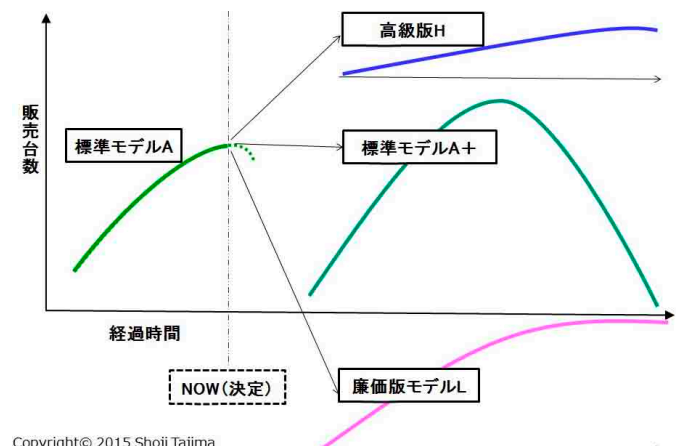 高級版H
販売台数
標準モデルA
標準モデルA＋
経過時間
NOW（決定）
廉価版モデルL
Copyright© 2015 Shoji Tajima